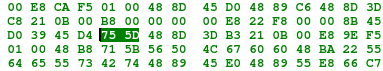 00 E8 CA F5 01 00 48 8D 45 D0 48 89 C6 48 8D 3D
C8 21 0B 00 B8 00 00 00 00 E8 22 F8 00 00 8B 45
D0 39 45 D4 75 5D 48 8D 3D B3 21 0B 00 E8 9E F5
01 00 48 B8 71 5B 56 50 4C 67 60 60 48 BA 22 55
64 65 55 73 42 74 48 89 45 E0 48 89 55 E8 66 C7